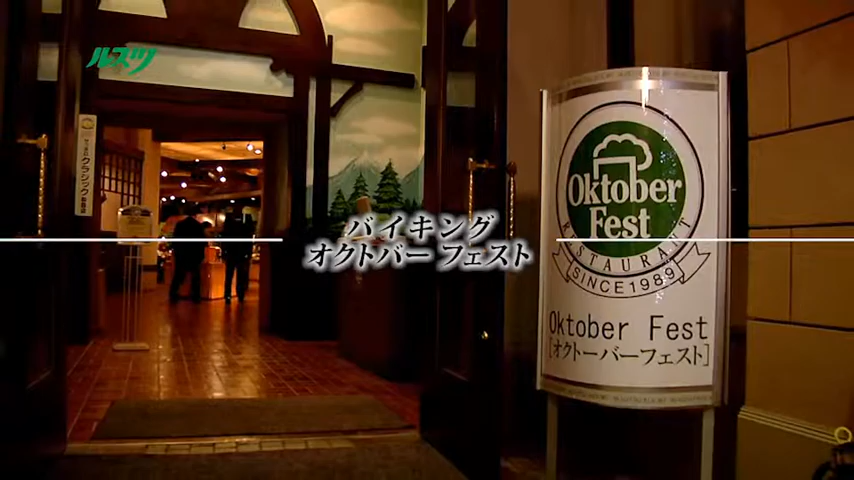 ルスツ
クラシック
バイキング
オクトバー フェスト
Oktober
Fest
RESTAURANT
SINCE 1989
Oktober Fest
[オクトーバーフェスト]